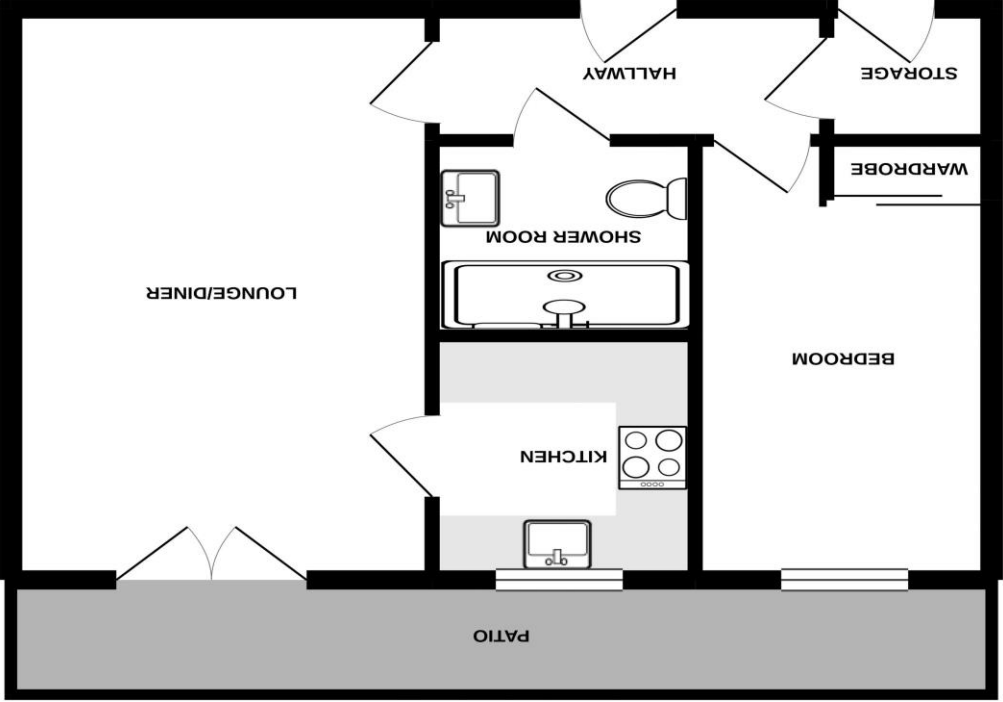 HALLWAY
STORAGE
WARDROBE
SHOWER ROOM
LOUNGE/DINER
BEDROOM
KITCHEN
PATIO